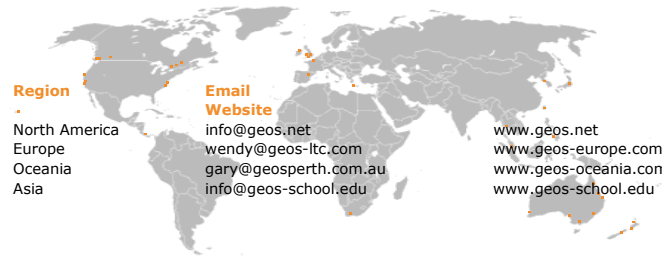 Region Email
Website
North America info@geos.net www.geos.net
Europe wendy@geos-ltc.com www.geos-europe.com
Oceania gary@geosperth.com.au www.geos-oceania.com
Asia info@geos-school.edu www.geos-school.edu